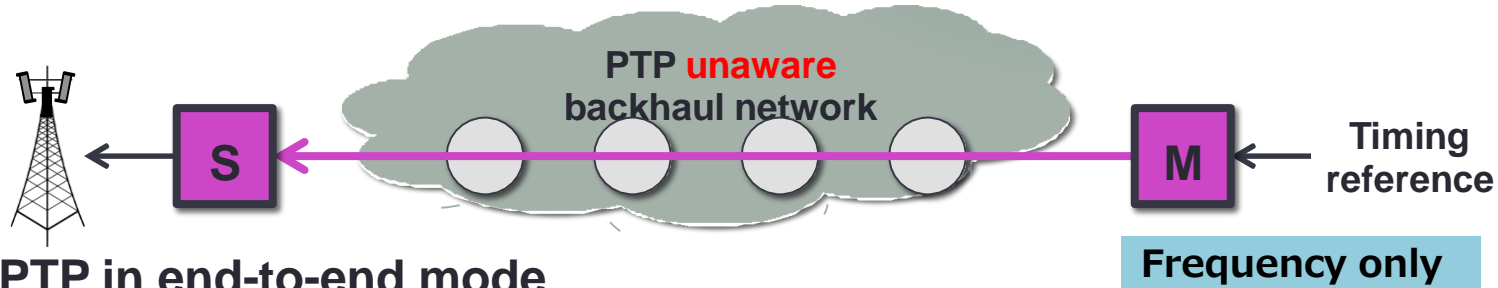 PTP unaware
backhaul network
S
M
Timing
reference
PTP in end-to-end mode
Frequency only